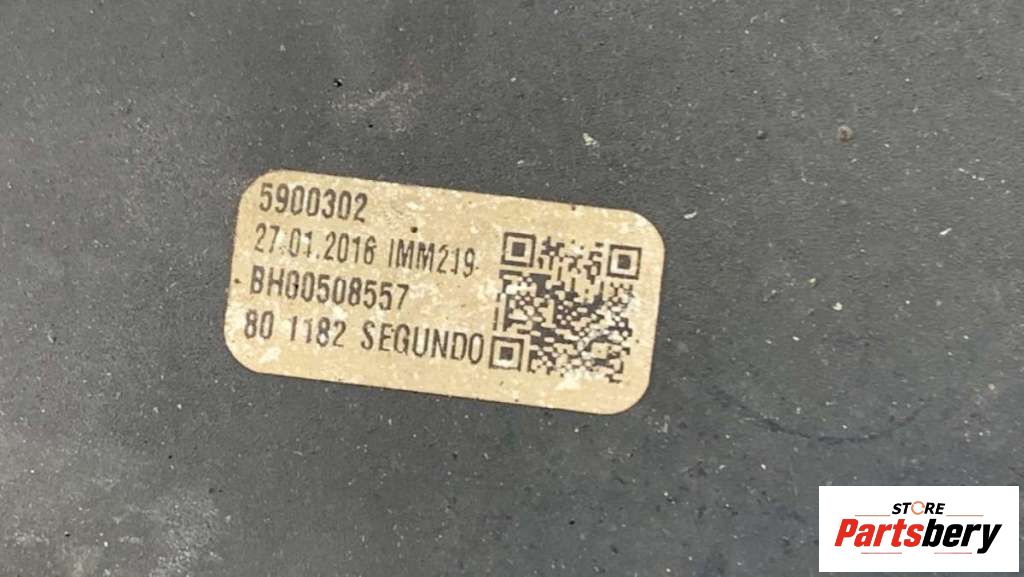 5900302
27.01.2016 IMM219
BH00508557
80 1182 SEGUNDO
STORE
Partsbery